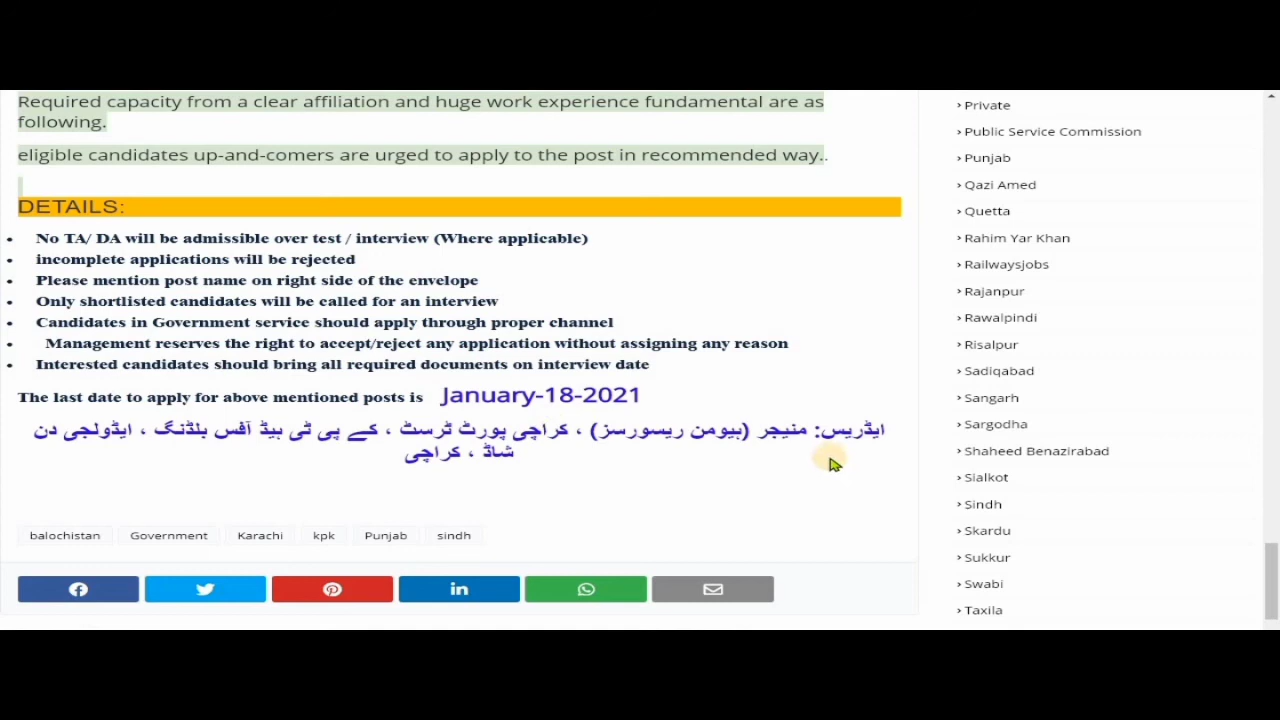 Required capacity from a clear affiliation and huge work experience fundamental are as
following.
eligible candidates up-and-comers are urged to apply to the post in recommended way..
DETAILS:
• No TA/ DA will be admissible over test / interview (Where applicable)
• incomplete applications will be rejected
• Please mention post name on right side of the envelope
• Only shortlisted candidates will be called for an interview
• Candidates in Government service should apply through proper channel
• Management reserves the right to accept/reject any application without assigning any reason
• Interested candidates should bring all required documents on interview date
The last date to apply for above mentioned posts is January-18-2021
ایڈریس: منیجر (ہیومن ریسورسز) ، کراچی پورٹ ٹرسٹ ، کے پی ٹی ہیڈ آفس بلڈنگ ، ایڈولجی دن
شاڈ ، کراچی
balochistan Government Karachi kpk Punjab sindh
› Private
› Public Service Commission
› Punjab
› Qazi Amed
› Quetta
› Rahim Yar Khan
› Railwaysjobs
› Rajanpur
› Rawalpindi
› Risalpur
› Sadiqabad
› Sangarh
› Sargodha
› Shaheed Benazirabad
› Sialkot
› Sindh
› Skardu
› Sukkur
› Swabi
› Taxila